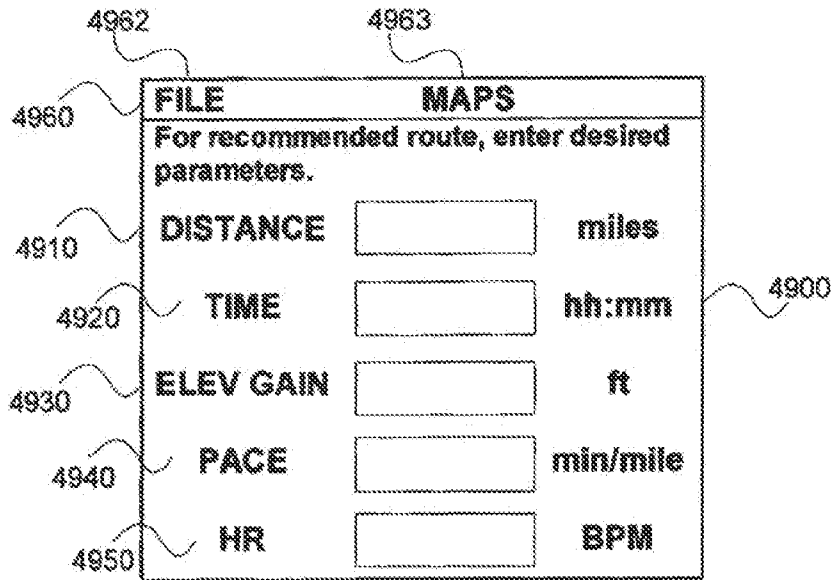 4962 4963
4960 FILE MAPS
For recommended route, enter desired
parameters.
4910 DISTANCE miles
4920 TIME hh:mm 4900
4930 ELEV GAIN ft
4940 PACE min/mile
4950 HR BPM